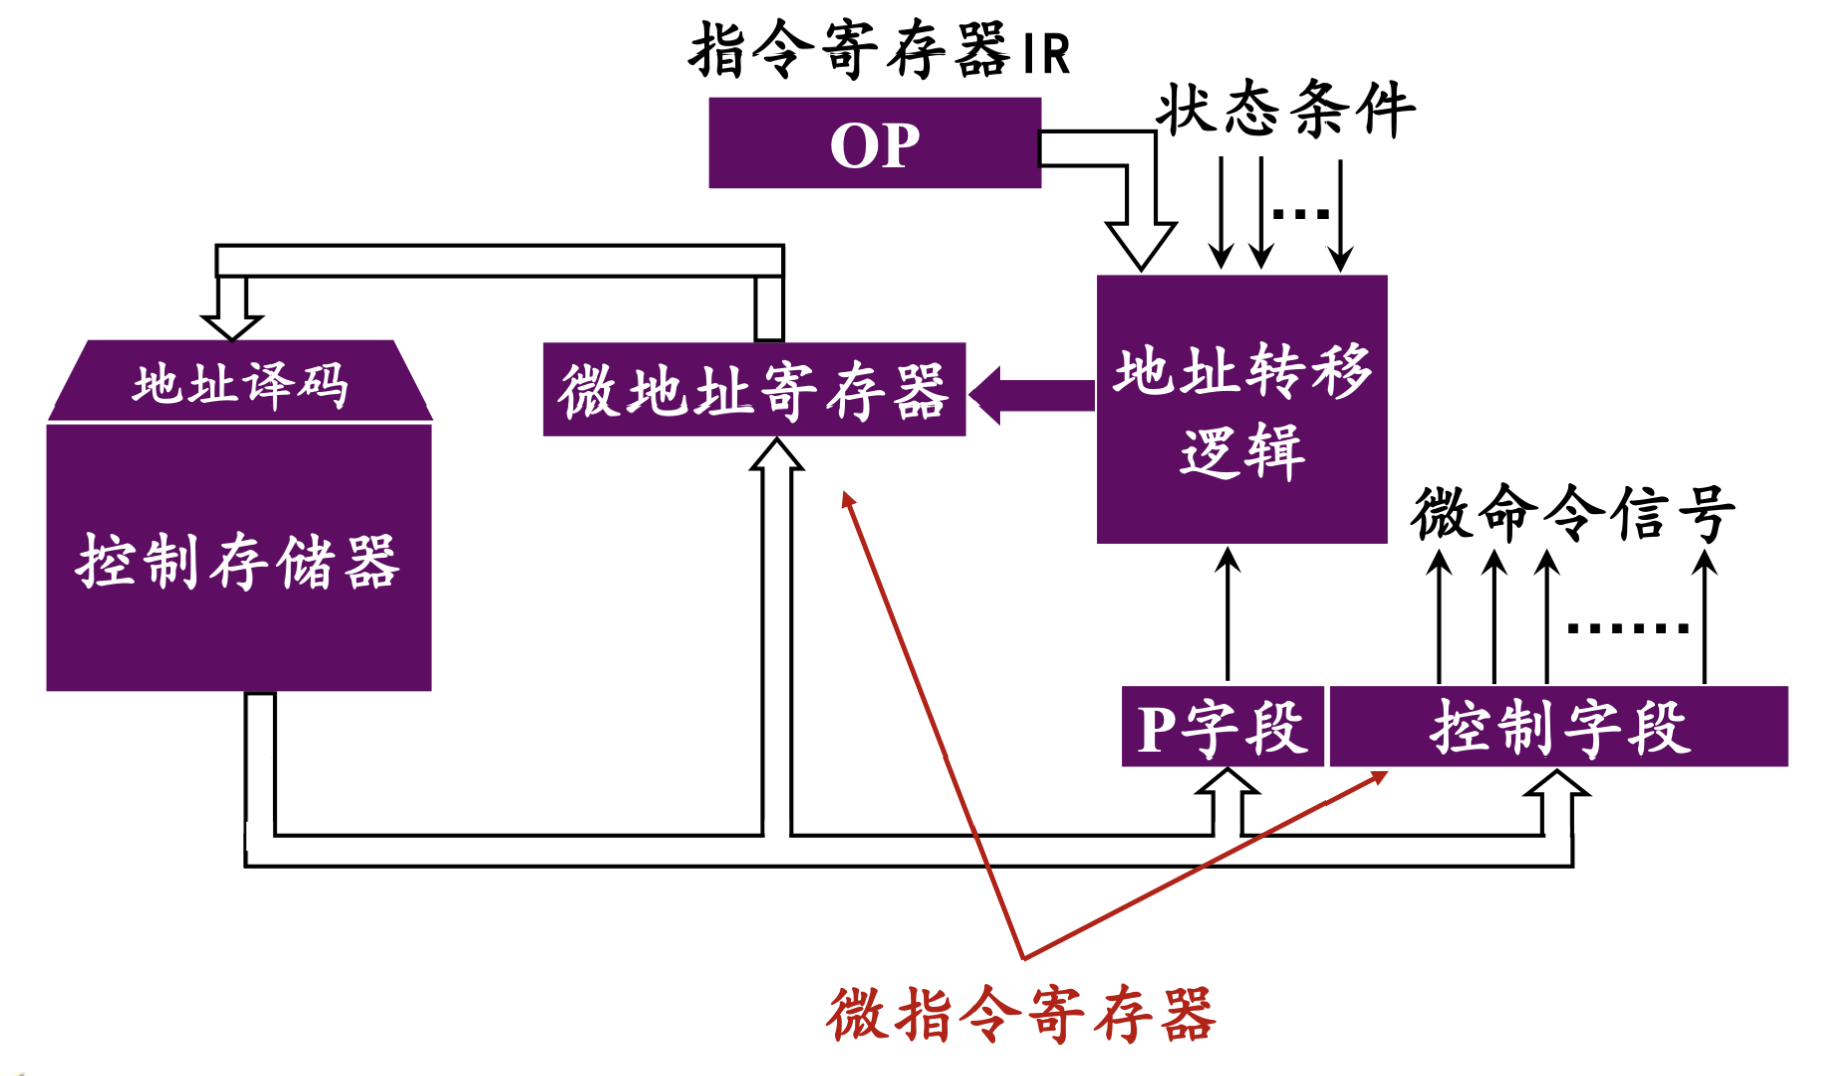 指令寄存器IR
OP
状态条件
地址译码
微地址寄存器
地址转移
逻辑
控制存储器
微命令信号
P字段
控制字段
微指令寄存器